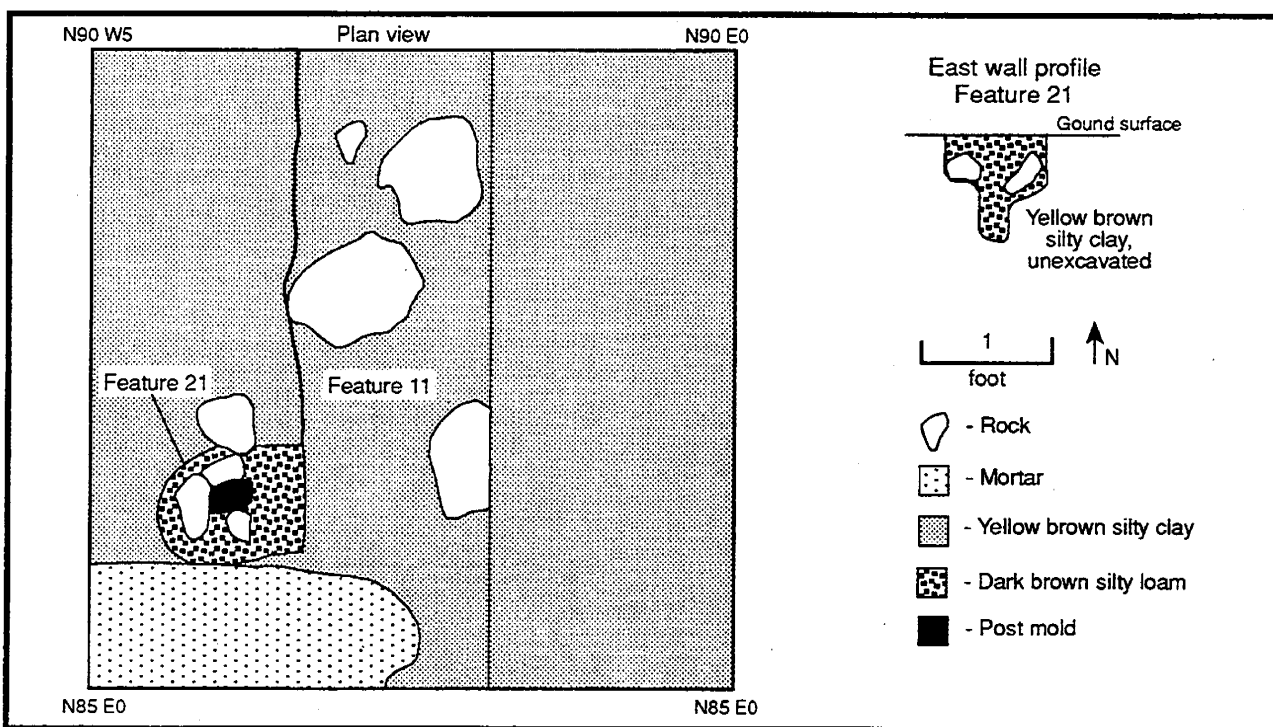 N90 W5
Plan view
N90 E0
Feature 21
Feature 11
N85 E0
N85 E0
East wall profile
Feature 21
Gound surface
Yellow brown
silty clay,
unexcavated
1
foot
N
- Rock
- Mortar
- Yellow brown silty clay
- Dark brown silty loam
- Post mold